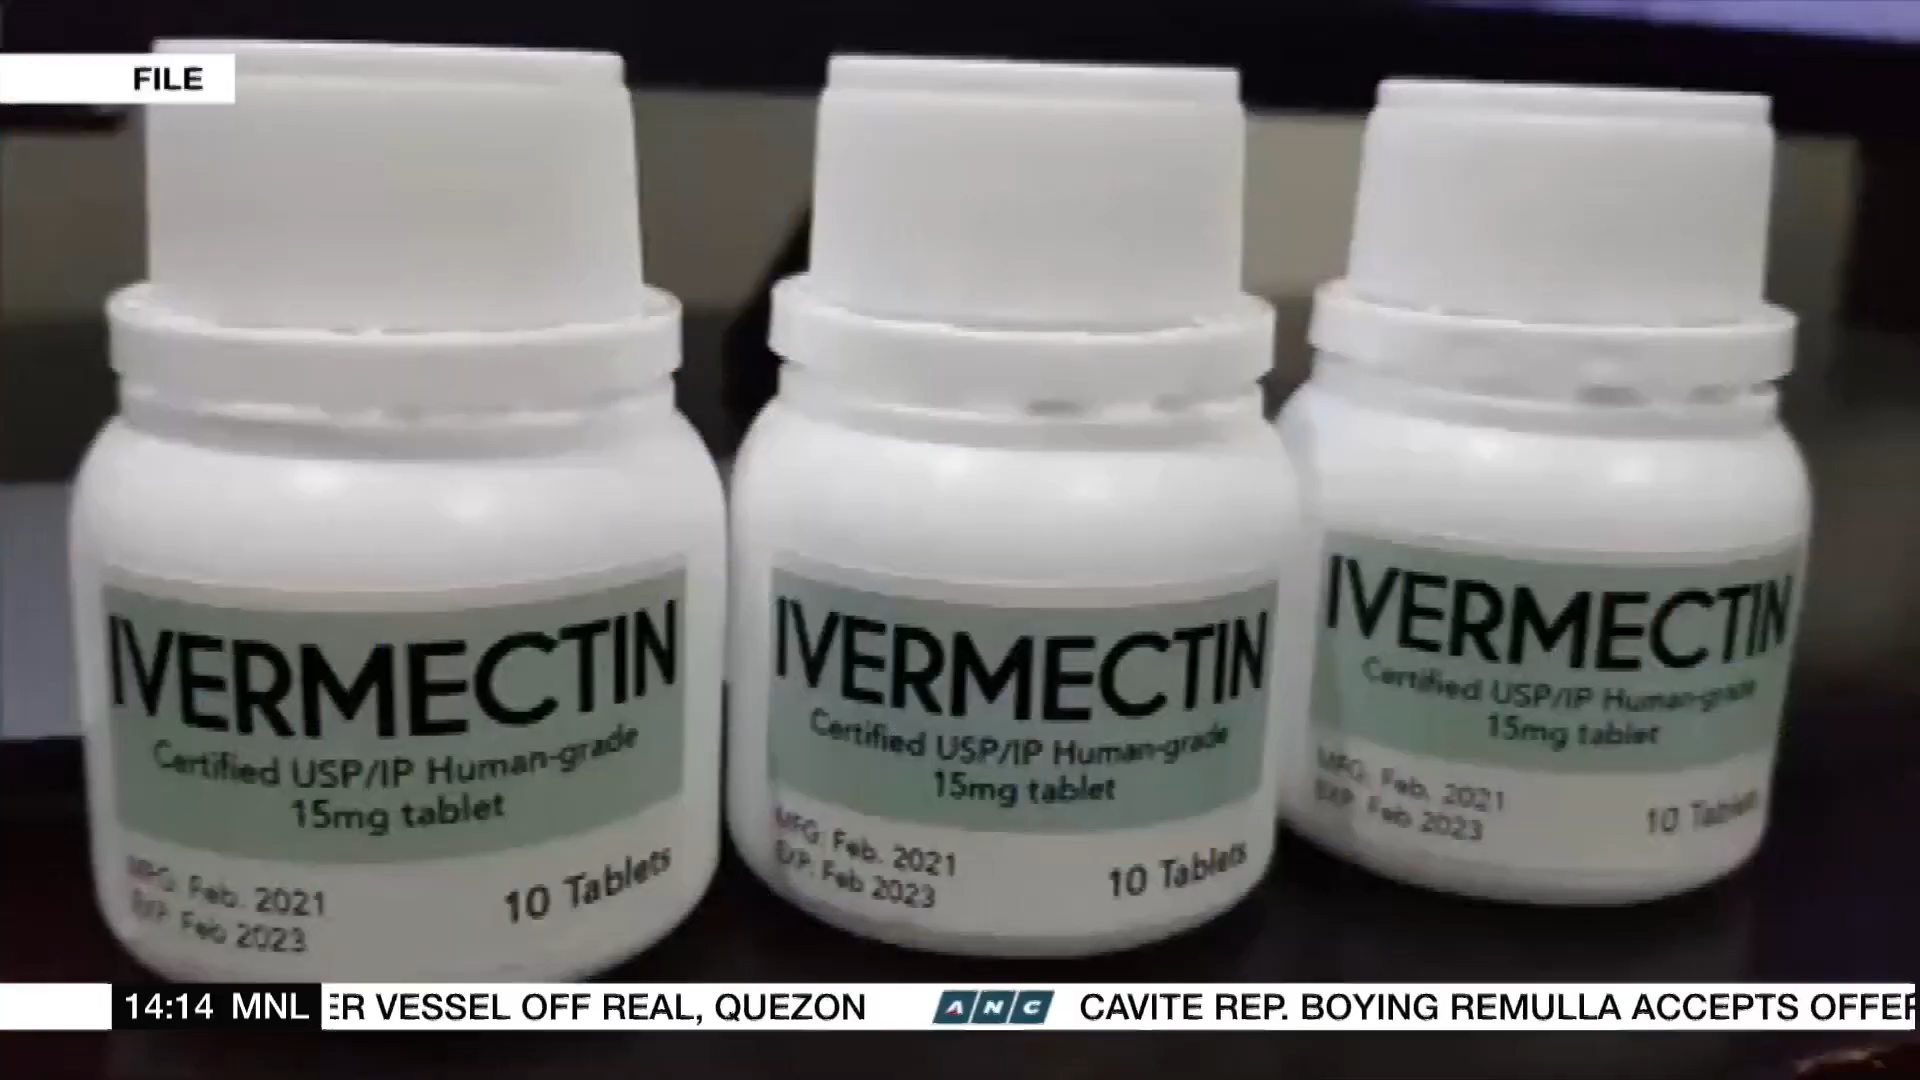 FILE
IVERMECTIN
Certified USP/IP Human-grade
15mg tablet
MFG: Feb. 2021
EXP: Feb 2023
10 Tablets
IVERMECTIN
Certified USP/IP Human-grade
15mg tablet
MFG: Feb. 2021
EXP: Feb 2023
10 Tablets
IVERMECTIN
Certified USP/IP Human-grade
15mg tablet
MFG: Feb. 2021
EXP: Feb 2023
10 Tablets
14:14 MNL ER VESSEL OFF REAL, QUEZON ANC CAVITE REP. BOYING REMULLA ACCEPTS OFFER